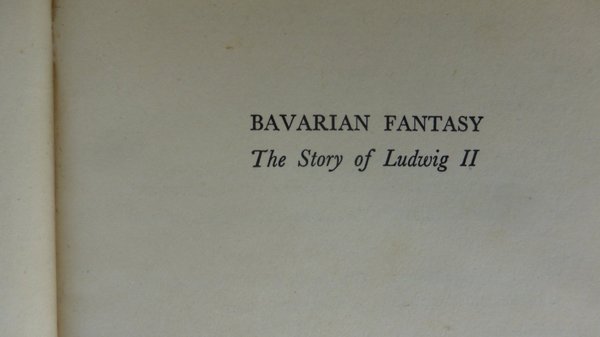 BAVARIAN FANTASY
The Story of Ludwig II